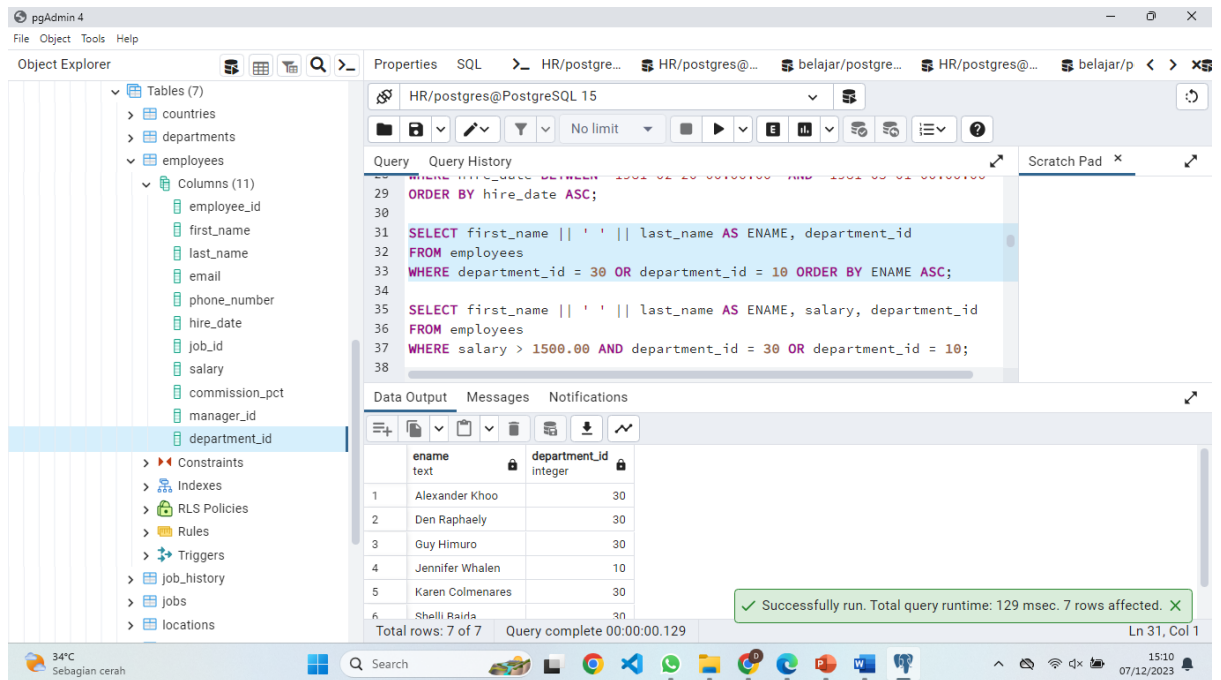 pgAdmin 4
File Object Tools Help
Object Explorer
Properties SQL HR/postgre... HR/postgres@... belajar/postgre... HR/postgres@... belajar/p
Tables (7)
countries
departments
employees
Columns (11)
employee_id
first_name
last_name
email
phone_number
hire_date
job_id
salary
commission_pct
manager_id
department_id
Constraints
Indexes
RLS Policies
Rules
Triggers
job_history
jobs
locations
HR/postgres@PostgreSQL 15
No limit
Query Query History
Scratch Pad
29 ORDER BY hire_date ASC;
30
31 SELECT first_name || ' ' || last_name AS ENAME, department_id
32 FROM employees
33 WHERE department_id = 30 OR department_id = 10 ORDER BY ENAME ASC;
34
35 SELECT first_name || ' ' || last_name AS ENAME, salary, department_id
36 FROM employees
37 WHERE salary > 1500.00 AND department_id = 30 OR department_id = 10;
38
Data Output Messages Notifications
ename department_id
text integer
1 Alexander Khoo 30
2 Den Raphaely 30
3 Guy Himuro 30
4 Jennifer Whalen 10
5 Karen Colmenares 30
6 Shelli Baida 30
Successfully run. Total query runtime: 129 msec. 7 rows affected.
Total rows: 7 of 7 Query complete 00:00:00.129 Ln 31, Col 1
34°C
Sebagian cerah
Search
15:10
07/12/2023